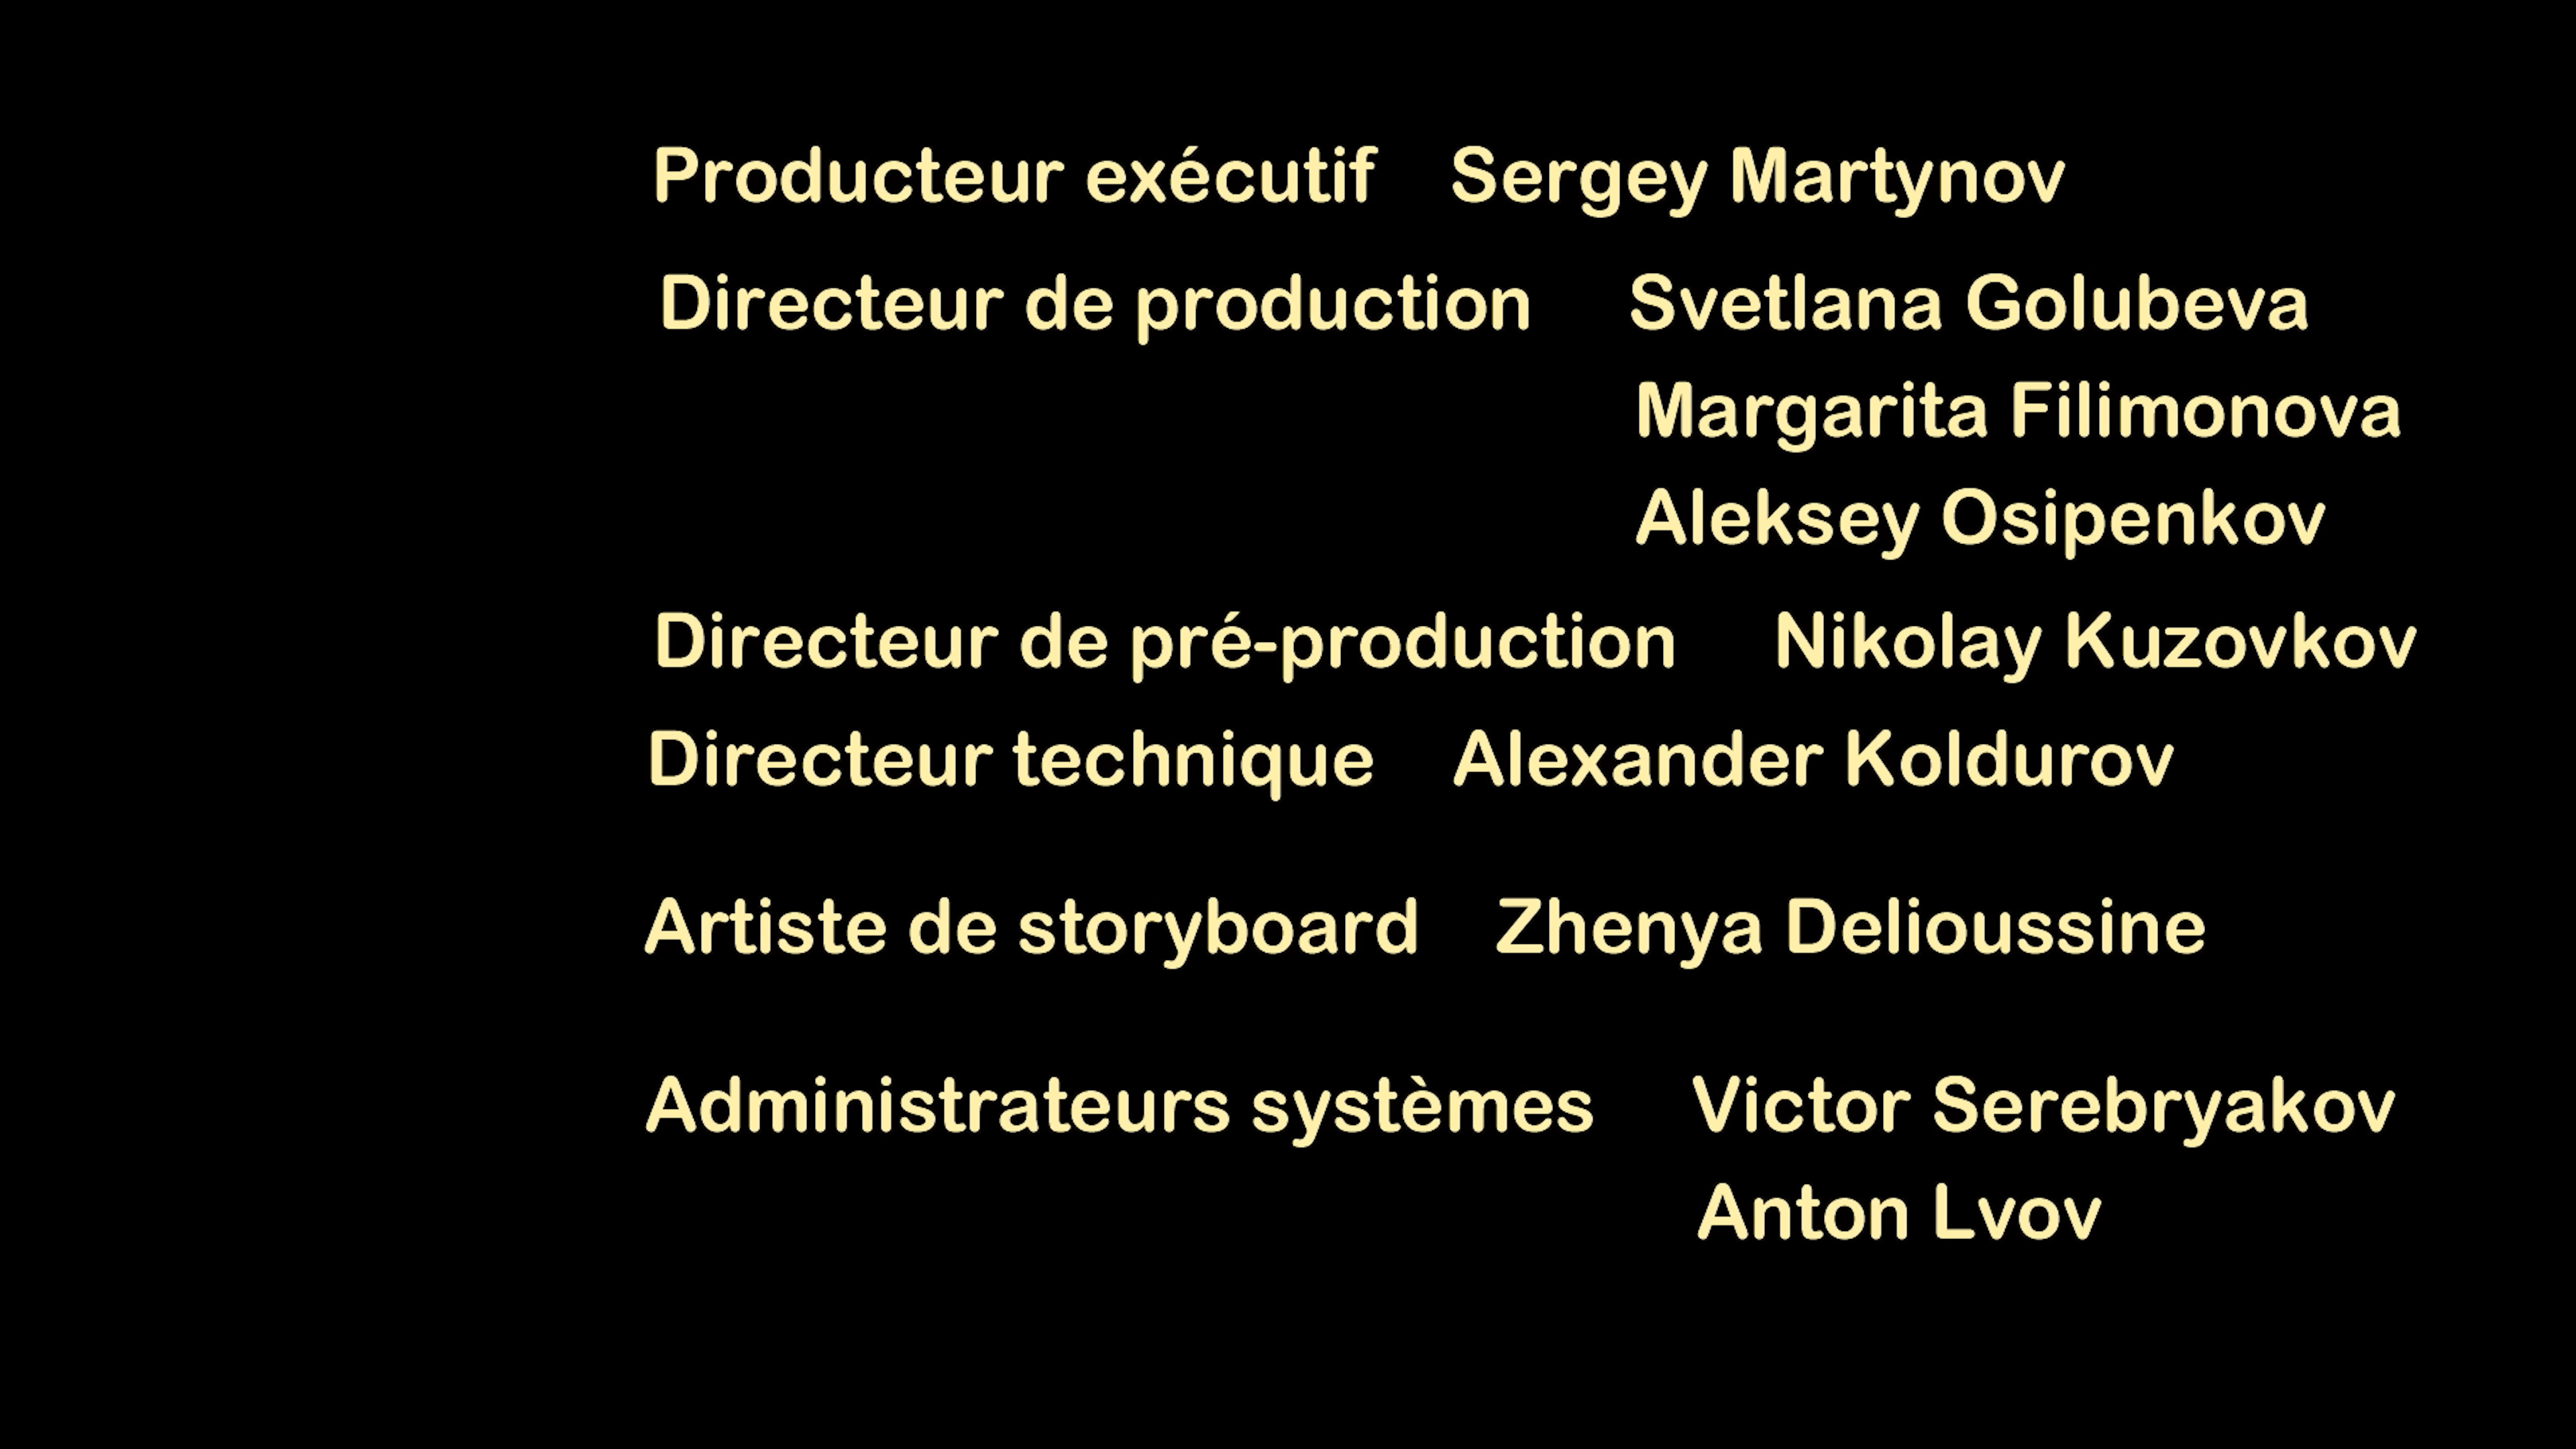 Producteur exécutif Sergey Martynov
Directeur de production Svetlana Golubeva
Margarita Filimonova
Aleksey Osipenkov
Directeur de pré-production Nikolay Kuzovkov
Directeur technique Alexander Koldurov
Artiste de storyboard Zhenya Delioussine
Administrateurs systèmes Victor Serebryakov
Anton Lvov